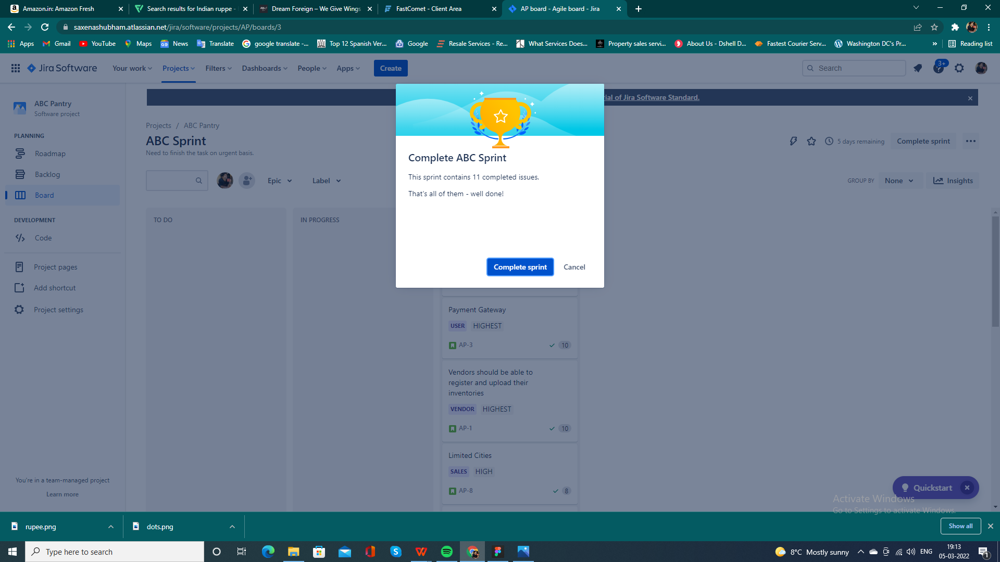 Amazon.in: Amazon Fresh
Search results for Indian ruppe -
Dream Foreign – We Give Wings
FastComet - Client Area
AP board - Agile board - Jira
saxenashubham.atlassian.net/jira/software/projects/AP/boards/3
Apps
Gmail
YouTube
Maps
News
Translate
google translate -...
Top 12 Spanish Ver...
Google
Resale Services - Re...
What Services Does...
Property sales servi...
About Us - Dshell D...
Fastest Courier Serv...
Washington DC's Pr...
»
Reading list
Jira Software
Your work
Projects
Filters
Dashboards
People
Apps
Create
Search
3+
ABC Pantry
Software project
of Jira Software Standard.
Projects / ABC Pantry
ABC Sprint
Need to finish the task on urgent basis.
5 days remaining
Complete sprint
PLANNING
Roadmap
Backlog
Board
DEVELOPMENT
Code
Project pages
Add shortcut
Project settings
You're in a team-managed project
Learn more
Epic
Label
GROUP BY
None
Insights
TO DO
IN PROGRESS
Complete ABC Sprint
This sprint contains 11 completed issues.
That's all of them - well done!
Complete sprint
Cancel
Payment Gateway
USER HIGHEST
AP-3
10
Vendors should be able to
register and upload their
inventories
VENDOR HIGHEST
AP-1
10
Limited Cities
SALES HIGH
AP-8
8
Quickstart
Activate Windows
Go to Settings to activate Windows.
rupee.png
dots.png
Show all
Type here to search
8°C Mostly sunny
ENG
19:13
05-03-2022
1